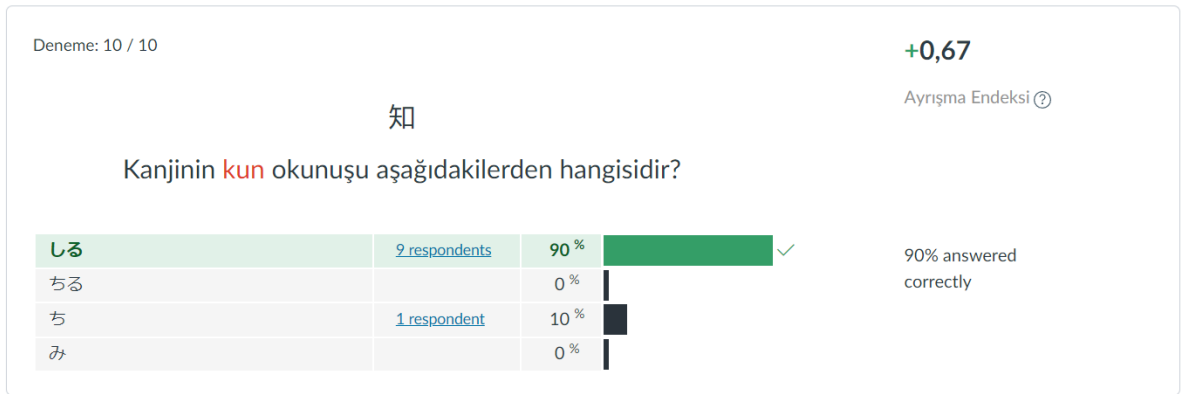 Deneme: 10 / 10
+0,67
Ayrışma Endeksi ?
知
Kanjinin kun okunuşu aşağıdakilerden hangisidir?
しる 9 respondents 90 %
ちる 0 %
ち 1 respondent 10 %
み 0 %
90% answered
correctly